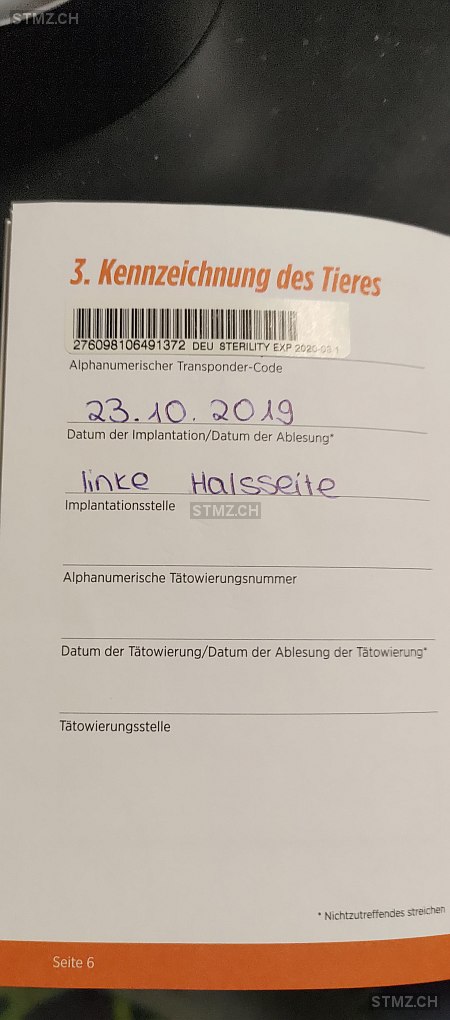 STMZ.CH
3. Kennzeichnung des Tieres
276098106491372 DEU STERILITY EXP 2020-03
Alphanumerischer Transponder-Code
23.10.2019
Datum der Implantation/Datum der Ablesung*
linke Halsseite
Implantationsstelle
STMZ.CH
Alphanumerische Tätowierungsnummer
Datum der Tätowierung/Datum der Ablesung der Tätowierung*
Tätowierungsstelle
* Nichtzutreffendes streichen
Seite 6
STMZ.CH